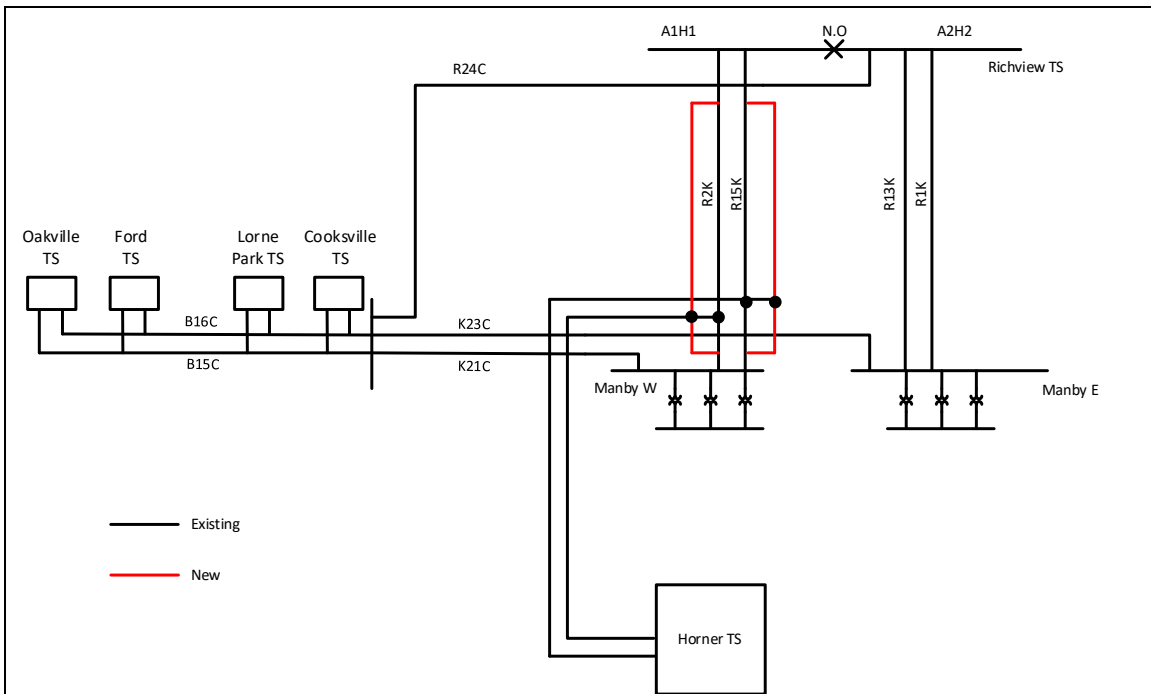 A1H1
N.O
A2H2
Richview TS
R24C
R2K
R15K
R13K
R1K
Oakville
TS
Ford
TS
Lorne
Park TS
Cooksville
TS
B16C
K23C
B15C
K21C
Manby W
Manby E
Existing
New
Horner TS